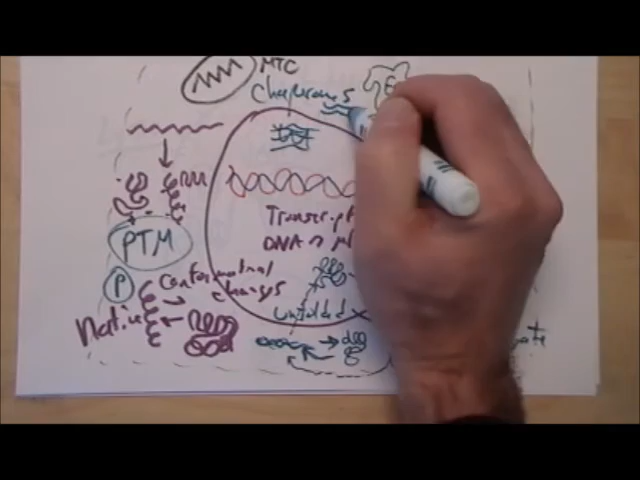 MTC
Chaperones
E
Transcript
PTM
DNA → 
P
Conformational
changes
Native
unfolded